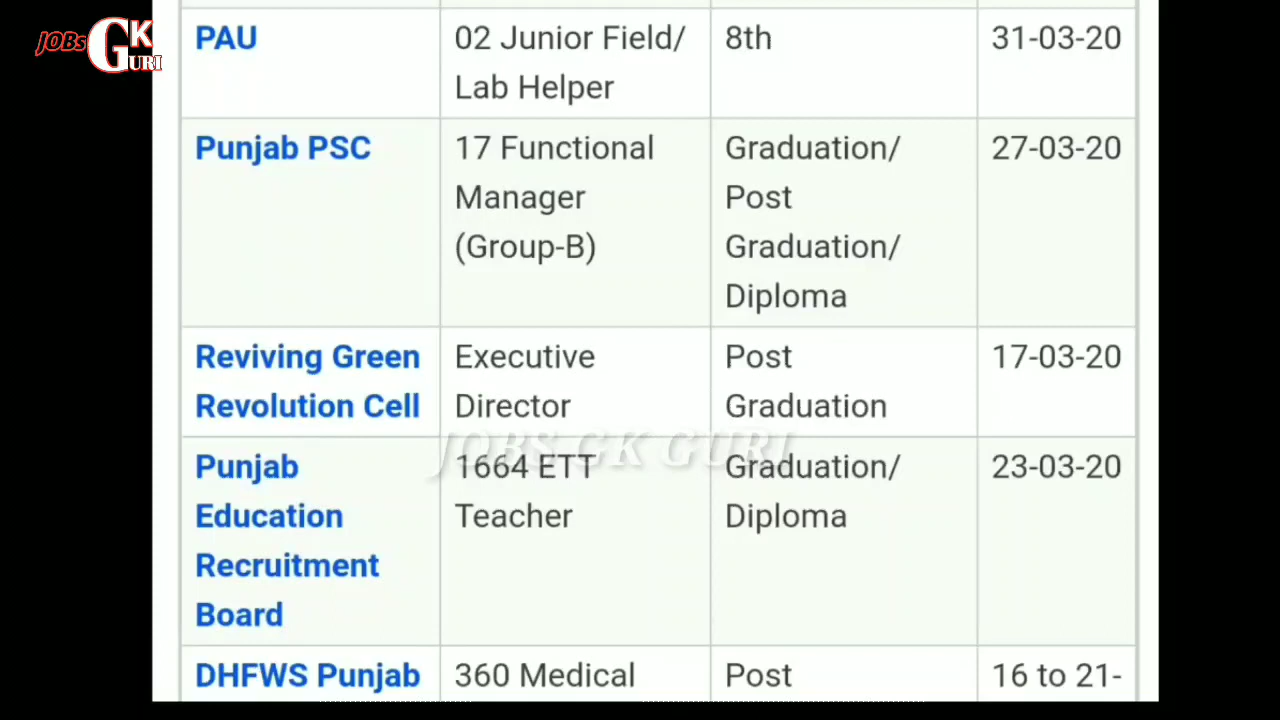 JOBs GK GURI
PAU 02 Junior Field/ 8th 31-03-20
Lab Helper
Punjab PSC 17 Functional Graduation/ 27-03-20
Manager Post
(Group-B) Graduation/
Diploma
Reviving Green Executive Post 17-03-20
Revolution Cell Director Graduation
JOBS GK GURI
Punjab 1664 ETT Graduation/ 23-03-20
Education Teacher Diploma
Recruitment
Board
DHFWS Punjab 360 Medical Post 16 to 21-